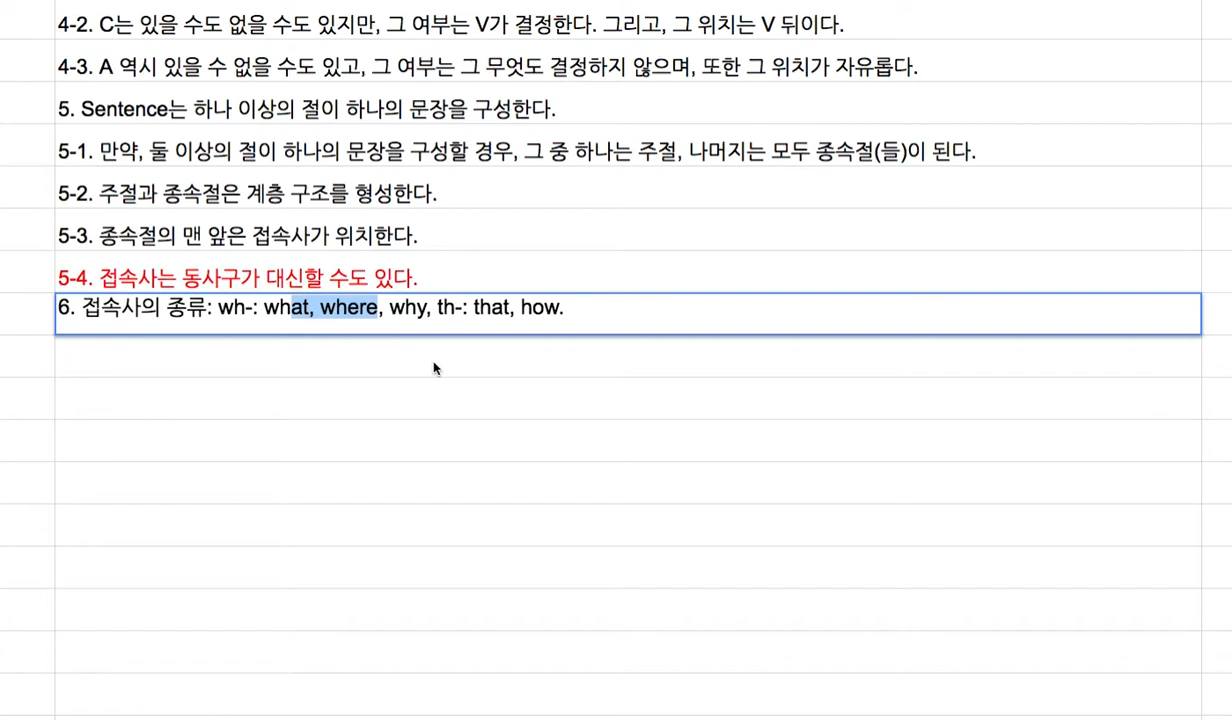 4-2. C는 있을 수도 없을 수도 있지만, 그 여부는 V가 결정한다. 그리고, 그 위치는 V 뒤이다.
4-3. A 역시 있을 수 없을 수도 있고, 그 여부는 그 무엇도 결정하지 않으며, 또한 그 위치가 자유롭다.
5. Sentence는 하나 이상의 절이 하나의 문장을 구성한다.
5-1. 만약, 둘 이상의 절이 하나의 문장을 구성할 경우, 그 중 하나는 주절, 나머지는 모두 종속절(들)이 된다.
5-2. 주절과 종속절은 계층 구조를 형성한다.
5-3. 종속절의 맨 앞은 접속사가 위치한다.
5-4. 접속사는 동사구가 대신할 수도 있다.
6. 접속사의 종류: wh-: what, where, why, th-: that, how.